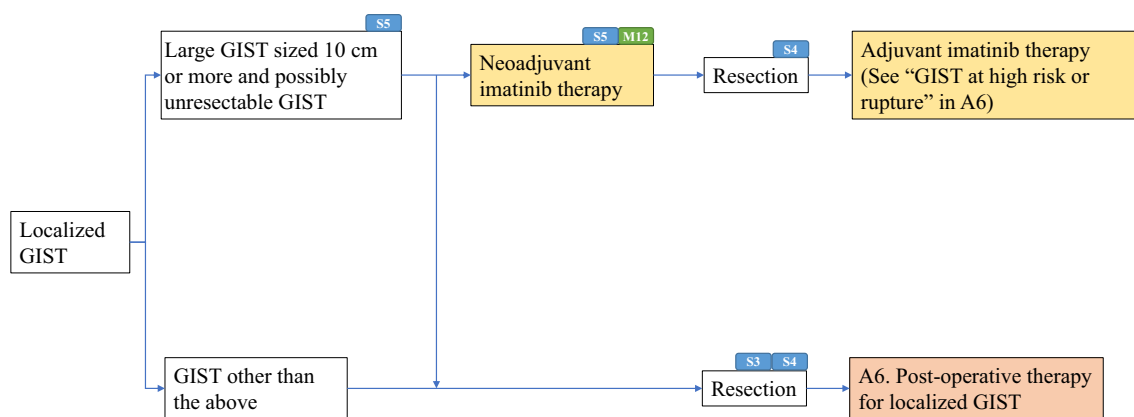 S5
Large GIST sized 10 cm
or more and possibly
unresectable GIST
S5 M12
Neoadjuvant
imatinib therapy
S4
Resection
Adjuvant imatinib therapy
(See “GIST at high risk or
rupture” in A6)
Localized
GIST
GIST other than
the above
S3 S4
Resection
A6. Post-operative therapy
for localized GIST